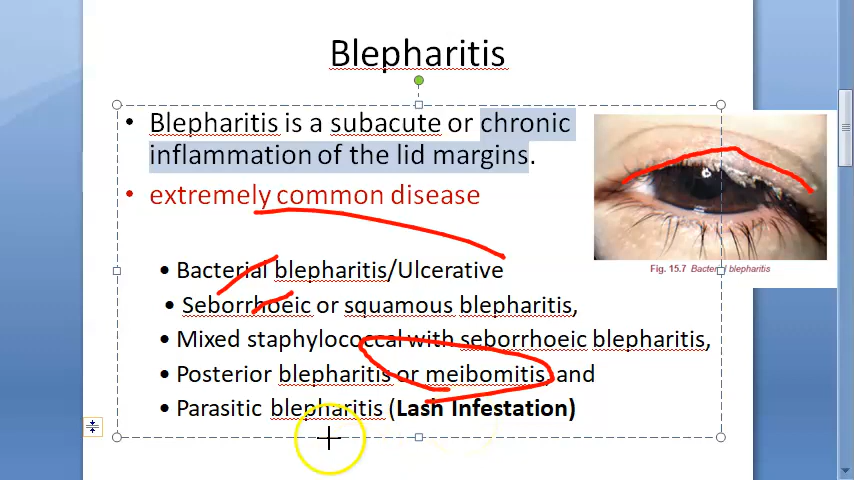 Blepharitis
• Blepharitis is a subacute or chronic
inflammation of the lid margins.
• extremely common disease
• Bacterial blepharitis/Ulcerative
• Seborrhoeic or squamous blepharitis,
• Mixed staphylococcal with seborrhoeic blepharitis,
• Posterior blepharitis or meibomitis, and
• Parasitic blepharitis (Lash Infestation)
Fig. 15.7 Bacterial blepharitis